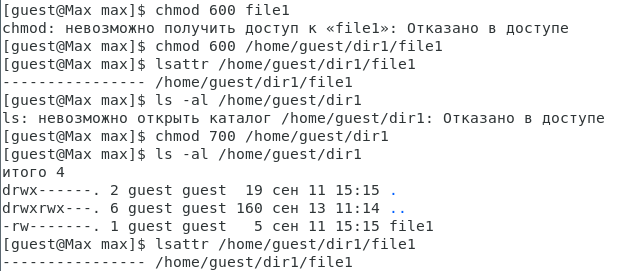 [guest@Max max]$ chmod 600 file1
chmod: невозможно получить доступ к «file1»: Отказано в доступе
[guest@Max max]$ chmod 600 /home/guest/dir1/file1
[guest@Max max]$ lsattr /home/guest/dir1/file1
---------------- /home/guest/dir1/file1
[guest@Max max]$ ls -al /home/guest/dir1
ls: невозможно открыть каталог /home/guest/dir1: Отказано в доступе
[guest@Max max]$ chmod 700 /home/guest/dir1
[guest@Max max]$ ls -al /home/guest/dir1
итого 4
drwx------. 2 guest guest  19 сен 11 15:15 .
drwxrwx---. 6 guest guest 160 сен 13 11:14 ..
-rw-------. 1 guest guest   5 сен 11 15:15 file1
[guest@Max max]$ lsattr /home/guest/dir1/file1
---------------- /home/guest/dir1/file1